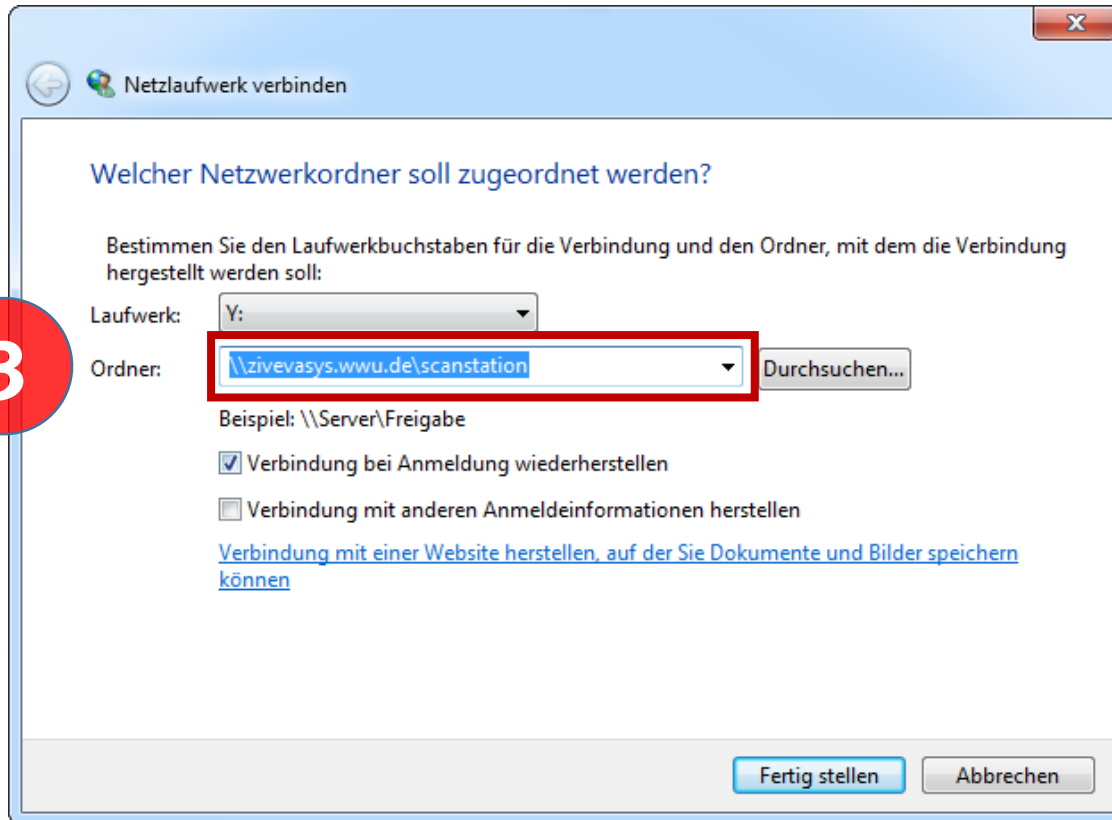 x
Netzlaufwerk verbinden
Welcher Netzwerkordner soll zugeordnet werden?
Bestimmen Sie den Laufwerkbuchstaben für die Verbindung und den Ordner, mit dem die Verbindung
hergestellt werden soll:
Laufwerk: Y:
3
Ordner: \\zivevasys.wwu.de\scanstation Durchsuchen...
Beispiel: \\Server\Freigabe
Verbindung bei Anmeldung wiederherstellen
Verbindung mit anderen Anmeldeinformationen herstellen
Verbindung mit einer Website herstellen, auf der Sie Dokumente und Bilder speichern
können
Fertig stellen Abbrechen